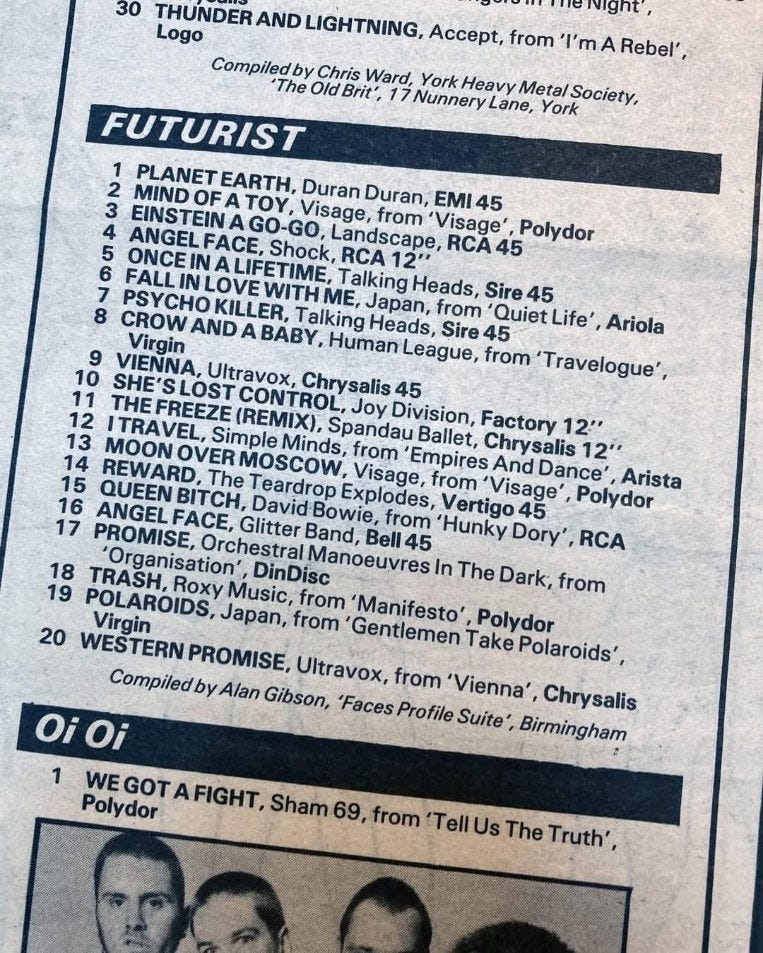 The Night',
30 THUNDER AND LIGHTNING, Accept, from 'I'm A Rebel',
Logo
Compiled by Chris Ward, York Heavy Metal Society,
'The Old Brit', 17 Nunnery Lane, York
FUTURIST
1 PLANET EARTH, Duran Duran, EMI 45
2 MIND OF A TOY, Visage, from 'Visage', Polydor
3 EINSTEIN A GO-GO, Landscape, RCA 45
4 ANGEL FACE, Shock, RCA 12''
5 ONCE IN A LIFETIME, Talking Heads, Sire 45
6 FALL IN LOVE WITH ME, Japan, from 'Quiet Life', Ariola
7 PSYCHO KILLER, Talking Heads, Sire 45
8 CROW AND A BABY, Human League, from 'Travelogue',
Virgin
9 VIENNA, Ultravox, Chrysalis 45
10 SHE'S LOST CONTROL, Joy Division, Factory 12''
11 THE FREEZE (REMIX), Spandau Ballet, Chrysalis 12''
12 I TRAVEL, Simple Minds, from 'Empires And Dance', Arista
13 MOON OVER MOSCOW, Visage, from 'Visage', Polydor
14 REWARD, The Teardrop Explodes, Vertigo 45
15 QUEEN BITCH, David Bowie, from 'Hunky Dory', RCA
16 ANGEL FACE, Glitter Band, Bell 45
17 PROMISE, Orchestral Manoeuvres In The Dark, from
'Organisation', DinDisc
18 TRASH, Roxy Music, from 'Manifesto', Polydor
19 POLAROIDS, Japan, from 'Gentlemen Take Polaroids',
Virgin
20 WESTERN PROMISE, Ultravox, from 'Vienna', Chrysalis
Compiled by Alan Gibson, 'Faces Profile Suite', Birmingham
Oi Oi
1 WE GOT A FIGHT, Sham 69, from 'Tell Us The Truth',
Polydor